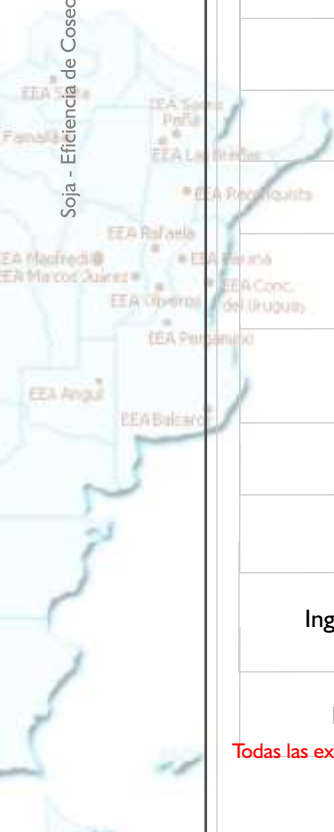 Soja - Eficiencia de Cosec
EEA Salta
EEA Saenz
Peña
Famaillá
EEA Las Breñas
EEA Reconquista
EEA Rafaela
EEA Manfredi
EEA Paraná
EEA Marcos Juárez
EEA Conc.
del Uruguay
EEA Oliveros
EEA Pergamino
EEA Anguil
EEA Balcarce
Ing
Todas las ex